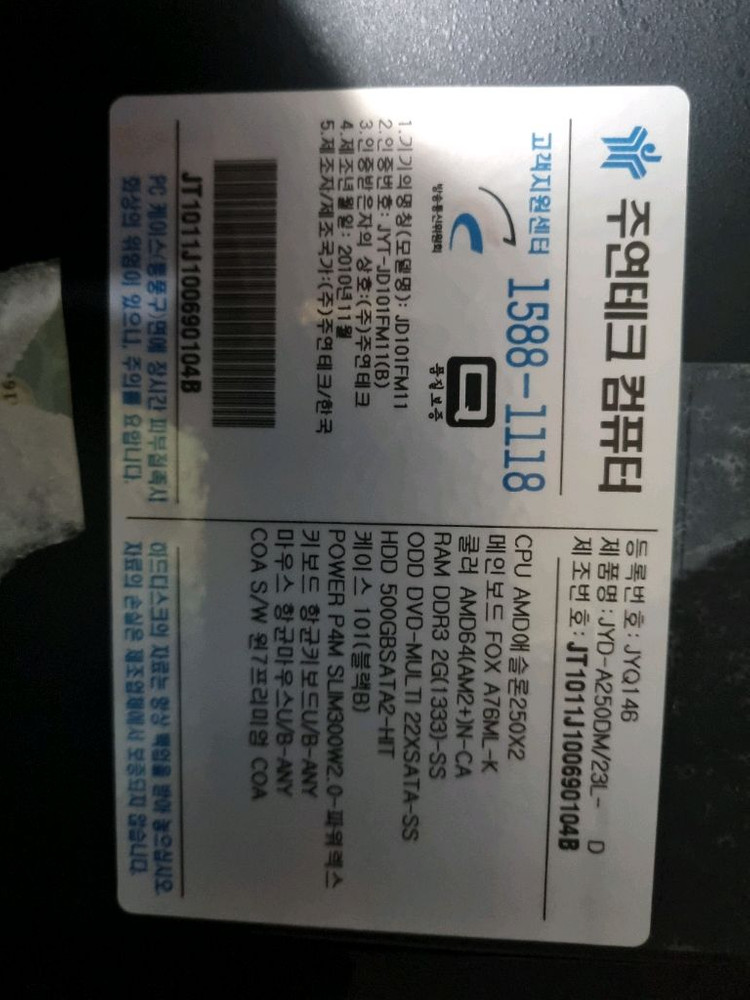 주연테크 컴퓨터
고객지원센터 1588-1118
방송통신위원회
품질보증
1.기기의명칭(모델명): JD101FM11
2.인증번호: JYT-JD101FM11(B)
3.인증받은자의 상호:(주)주연테크
4.제조년월일: 2010년11월
5.제조자/제조국가:(주)주연테크/한국
JT1011J100690104B
PC 케이스(통풍구)면에 장시간 피부접촉시
화상의 위험이 있으니, 주의를 요합니다.
등록번호: JYQ146
제품명:JYD-A250DM/23L- D
제조번호:JT1011J100690104B
CPU AMD애슬론250X2
메인보드 FOX A76ML-K
쿨러 AMD64(AM2+)N-CA
RAM DDR3 2G(1333)-SS
ODD DVD-MULTI 22XSATA-SS
HDD 500GBSATA2-HIT
케이스 101(블랙B)
POWER P4M SLIM300W2.0-파워렉스
키보드 항균키보드U/B-ANY
마우스 항균마우스U/B-ANY
COA S/W 윈7프리미엄 COA
하드디스크의 자료는 항상 백업을 받아 놓으십시오.
자료의 손실은 제조업체에서 보증되지 않습니다.